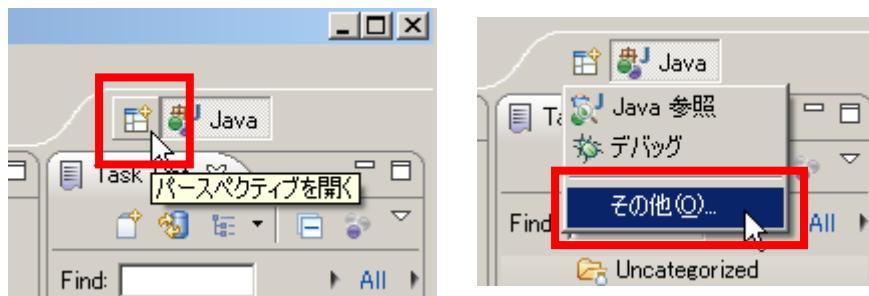 Java
Task
パースペクティブを開く
Find:
All
Java
Java 参照
デバッグ
その他(O)...
Find
All
Uncategorized